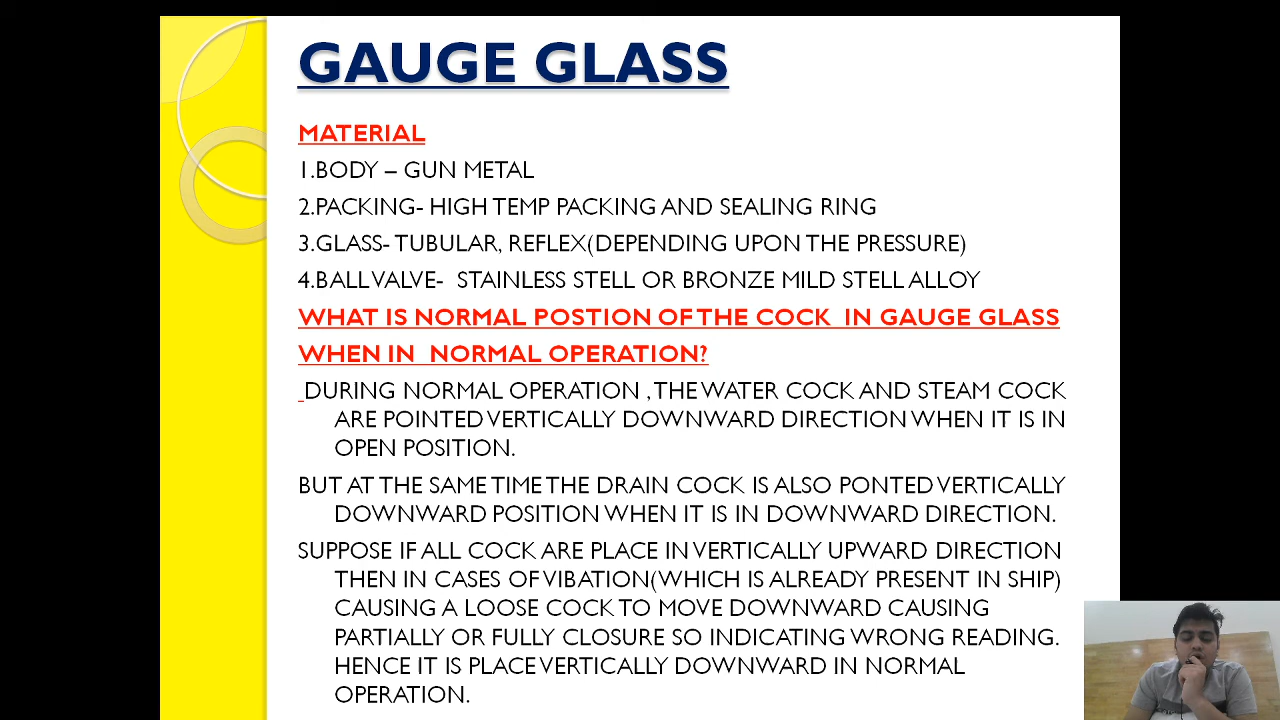 GAUGE GLASS
MATERIAL
1.BODY – GUN METAL
2.PACKING- HIGH TEMP PACKING AND SEALING RING
3.GLASS- TUBULAR, REFLEX(DEPENDING UPON THE PRESSURE)
4.BALL VALVE- STAINLESS STELL OR BRONZE MILD STELL ALLOY
WHAT IS NORMAL POSTION OF THE COCK IN GAUGE GLASS
WHEN IN NORMAL OPERATION?
DURING NORMAL OPERATION ,THE WATER COCK AND STEAM COCK
ARE POINTED VERTICALLY DOWNWARD DIRECTION WHEN IT IS IN
OPEN POSITION.
BUT AT THE SAME TIME THE DRAIN COCK IS ALSO PONTED VERTICALLY
DOWNWARD POSITION WHEN IT IS IN DOWNWARD DIRECTION.
SUPPOSE IF ALL COCK ARE PLACE IN VERTICALLY UPWARD DIRECTION
THEN IN CASES OF VIBATION(WHICH IS ALREADY PRESENT IN SHIP)
CAUSING A LOOSE COCK TO MOVE DOWNWARD CAUSING
PARTIALLY OR FULLY CLOSURE SO INDICATING WRONG READING.
HENCE IT IS PLACE VERTICALLY DOWNWARD IN NORMAL
OPERATION.